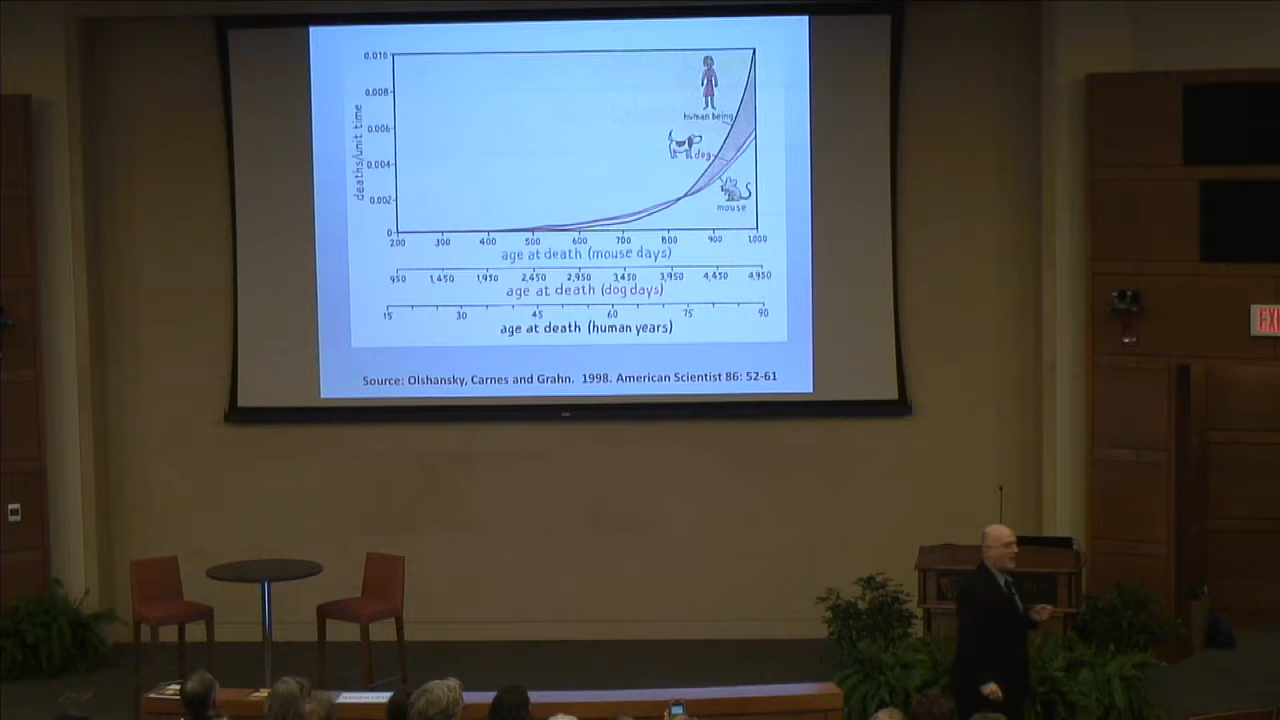 0.010
0.008
0.006
0.004
0.002
0
deaths/unit time
human being
dog
mouse
200 300 400 500 600 700 800 900 1,000
age at death (mouse days)
950 1,450 1,950 2,450 2,950 3,450 3,950 4,450 4,950
age at death (dog days)
15 30 45 60 75 90
age at death (human years)
Source: Olshansky, Carnes and Grahn. 1998. American Scientist 86: 52-61
EX